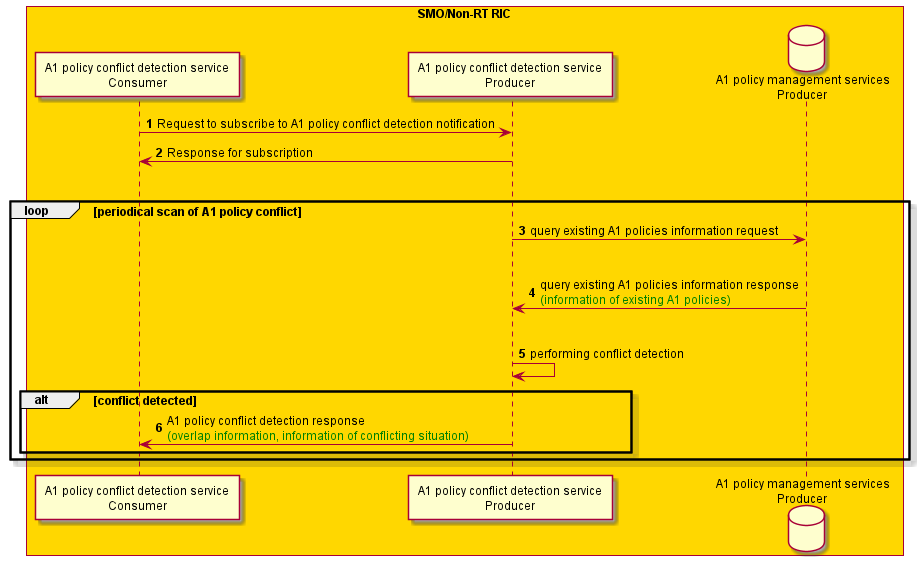 SMO/Non-RT RIC
A1 policy conflict detection service
Consumer
A1 policy conflict detection service
Producer
A1 policy management services
Producer
1 Request to subscribe to A1 policy conflict detection notification
2 Response for subscription
loop [periodical scan of A1 policy conflict]
3 query existing A1 policies information request
4 query existing A1 policies information response
(information of existing A1 policies)
5 performing conflict detection
alt [conflict detected]
6 A1 policy conflict detection response
(overlap information, information of conflicting situation)
A1 policy conflict detection service
Consumer
A1 policy conflict detection service
Producer
A1 policy management services
Producer